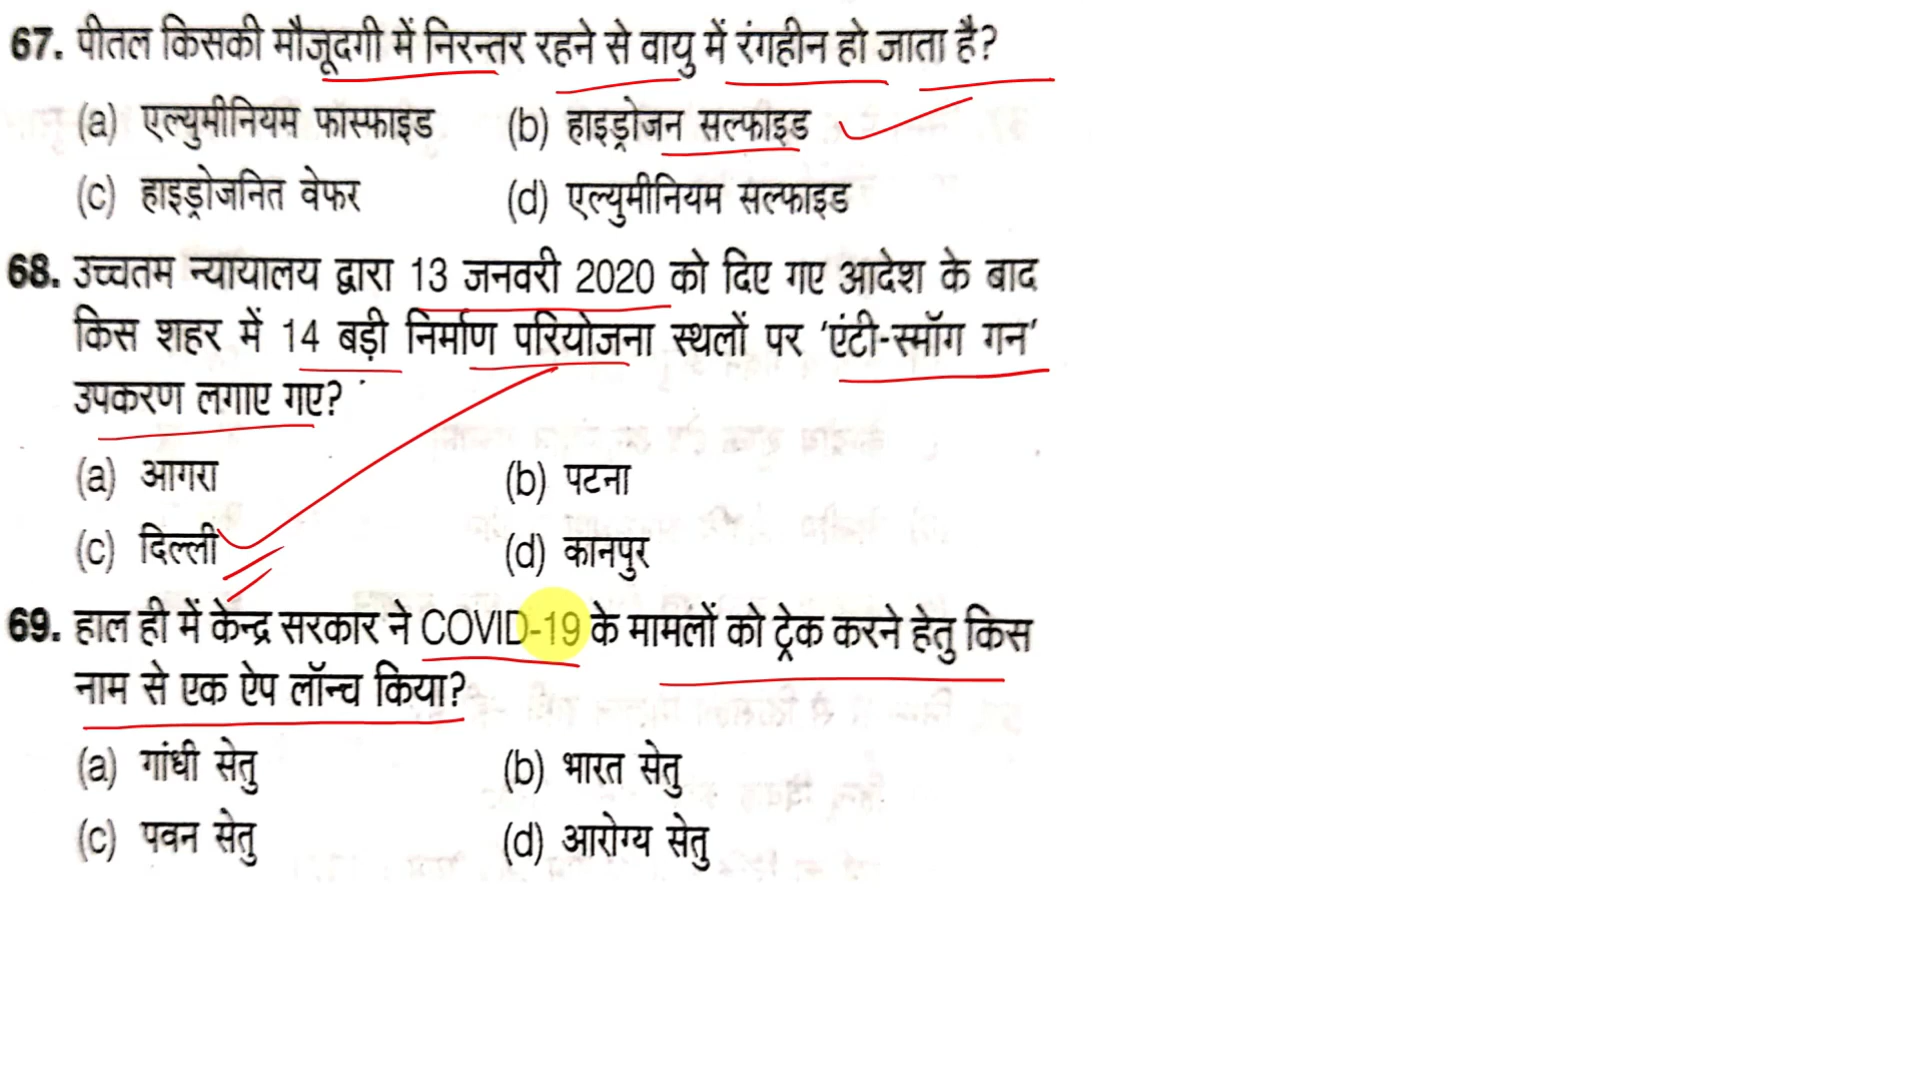 67. पीतल किसकी मौजूदगी में निरन्तर रहने से वायु में रंगहीन हो जाता है?
(a) एल्युमीनियम फॉस्फाइड (b) हाइड्रोजन सल्फाइड
(c) हाइड्रोजनित वेफर (d) एल्युमीनियम सल्फाइड
68. उच्चतम न्यायालय द्वारा 13 जनवरी 2020 को दिए गए आदेश के बाद
किस शहर में 14 बड़ी निर्माण परियोजना स्थलों पर 'एंटी-स्मॉग गन'
उपकरण लगाए गए?
(a) आगरा (b) पटना
(c) दिल्ली (d) कानपुर
69. हाल ही में केन्द्र सरकार ने COVID-19 के मामलों को ट्रेक करने हेतु किस
नाम से एक ऐप लॉन्च किया?
(a) गांधी सेतु (b) भारत सेतु
(c) पवन सेतु (d) आरोग्य सेतु